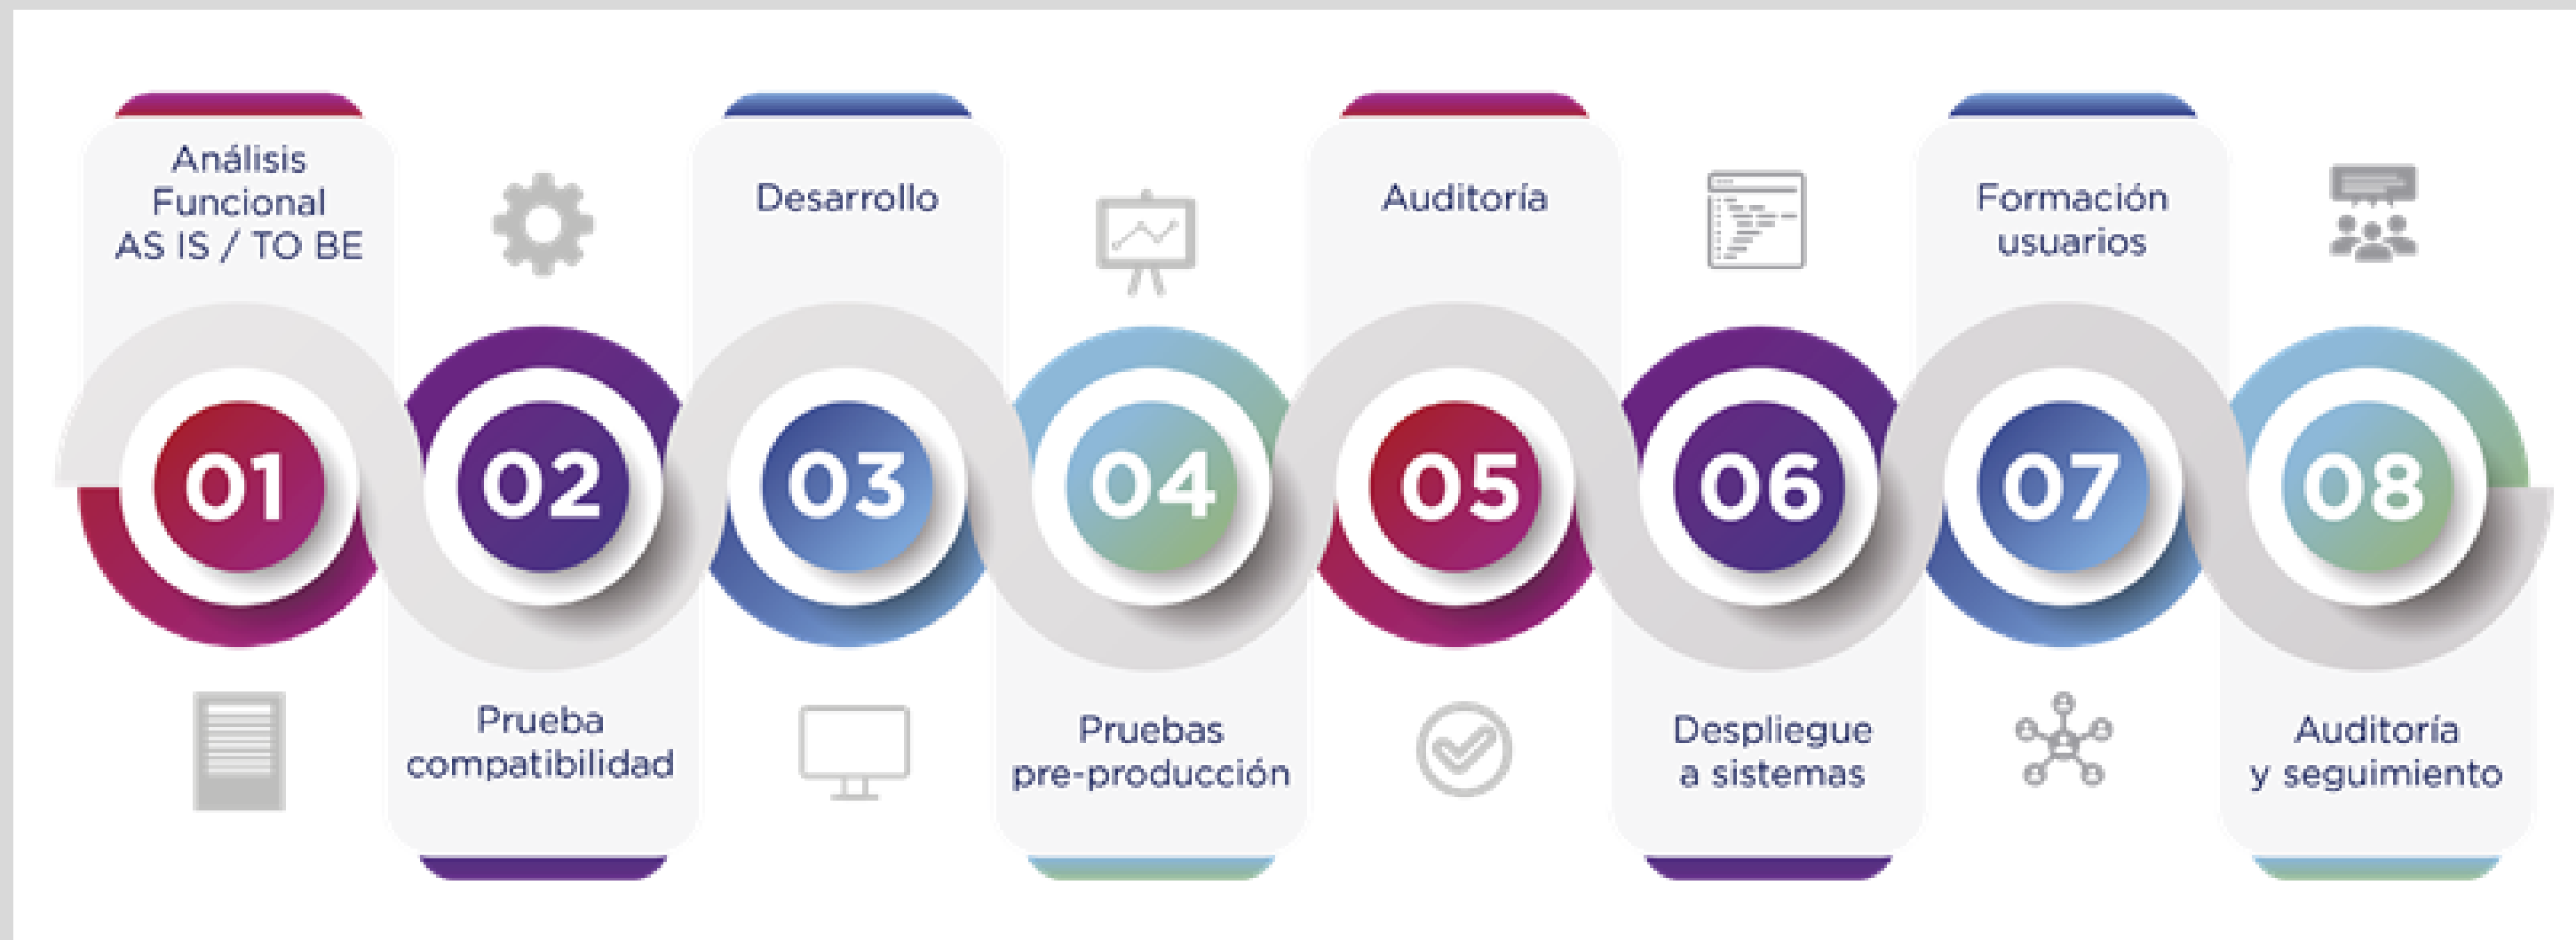 Análisis
Funcional
AS IS / TO BE
01
02
Prueba
compatibilidad
Desarrollo
03
04
Pruebas
pre-producción
Auditoría
05
06
Despliegue
a sistemas
Formación
usuarios
07
08
Auditoría
y seguimiento